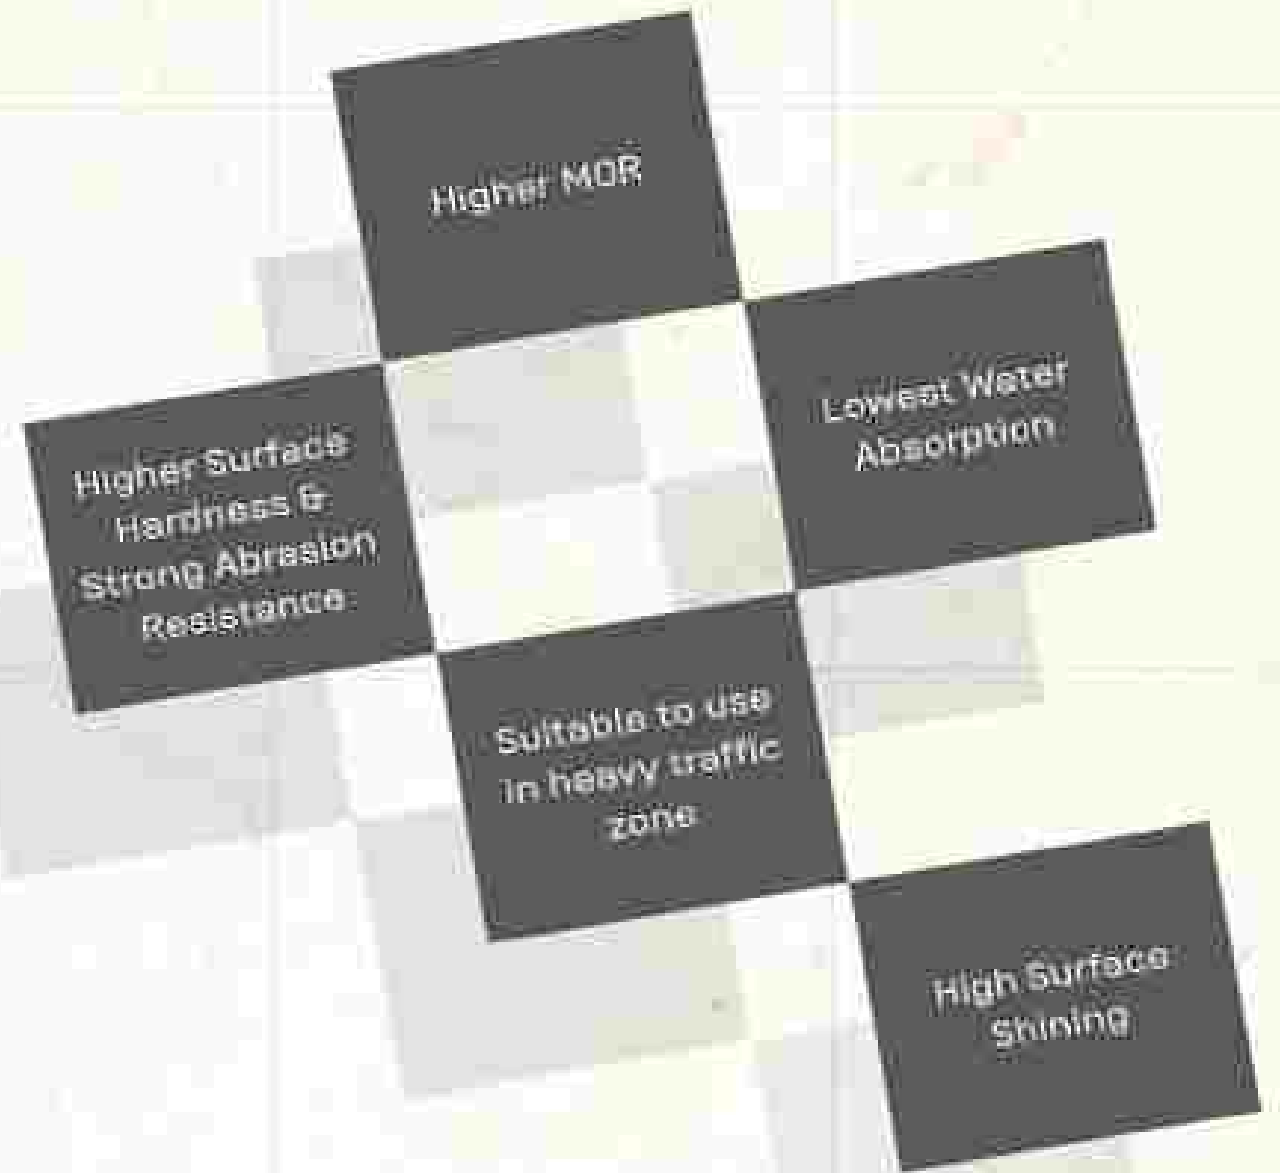 Higher MOR
Lowest Water
Absorption
Higher Surface
Hardness &
Strong Abrasion
Resistance
Suitable to use
in heavy traffic
zone
High Surface
Shining